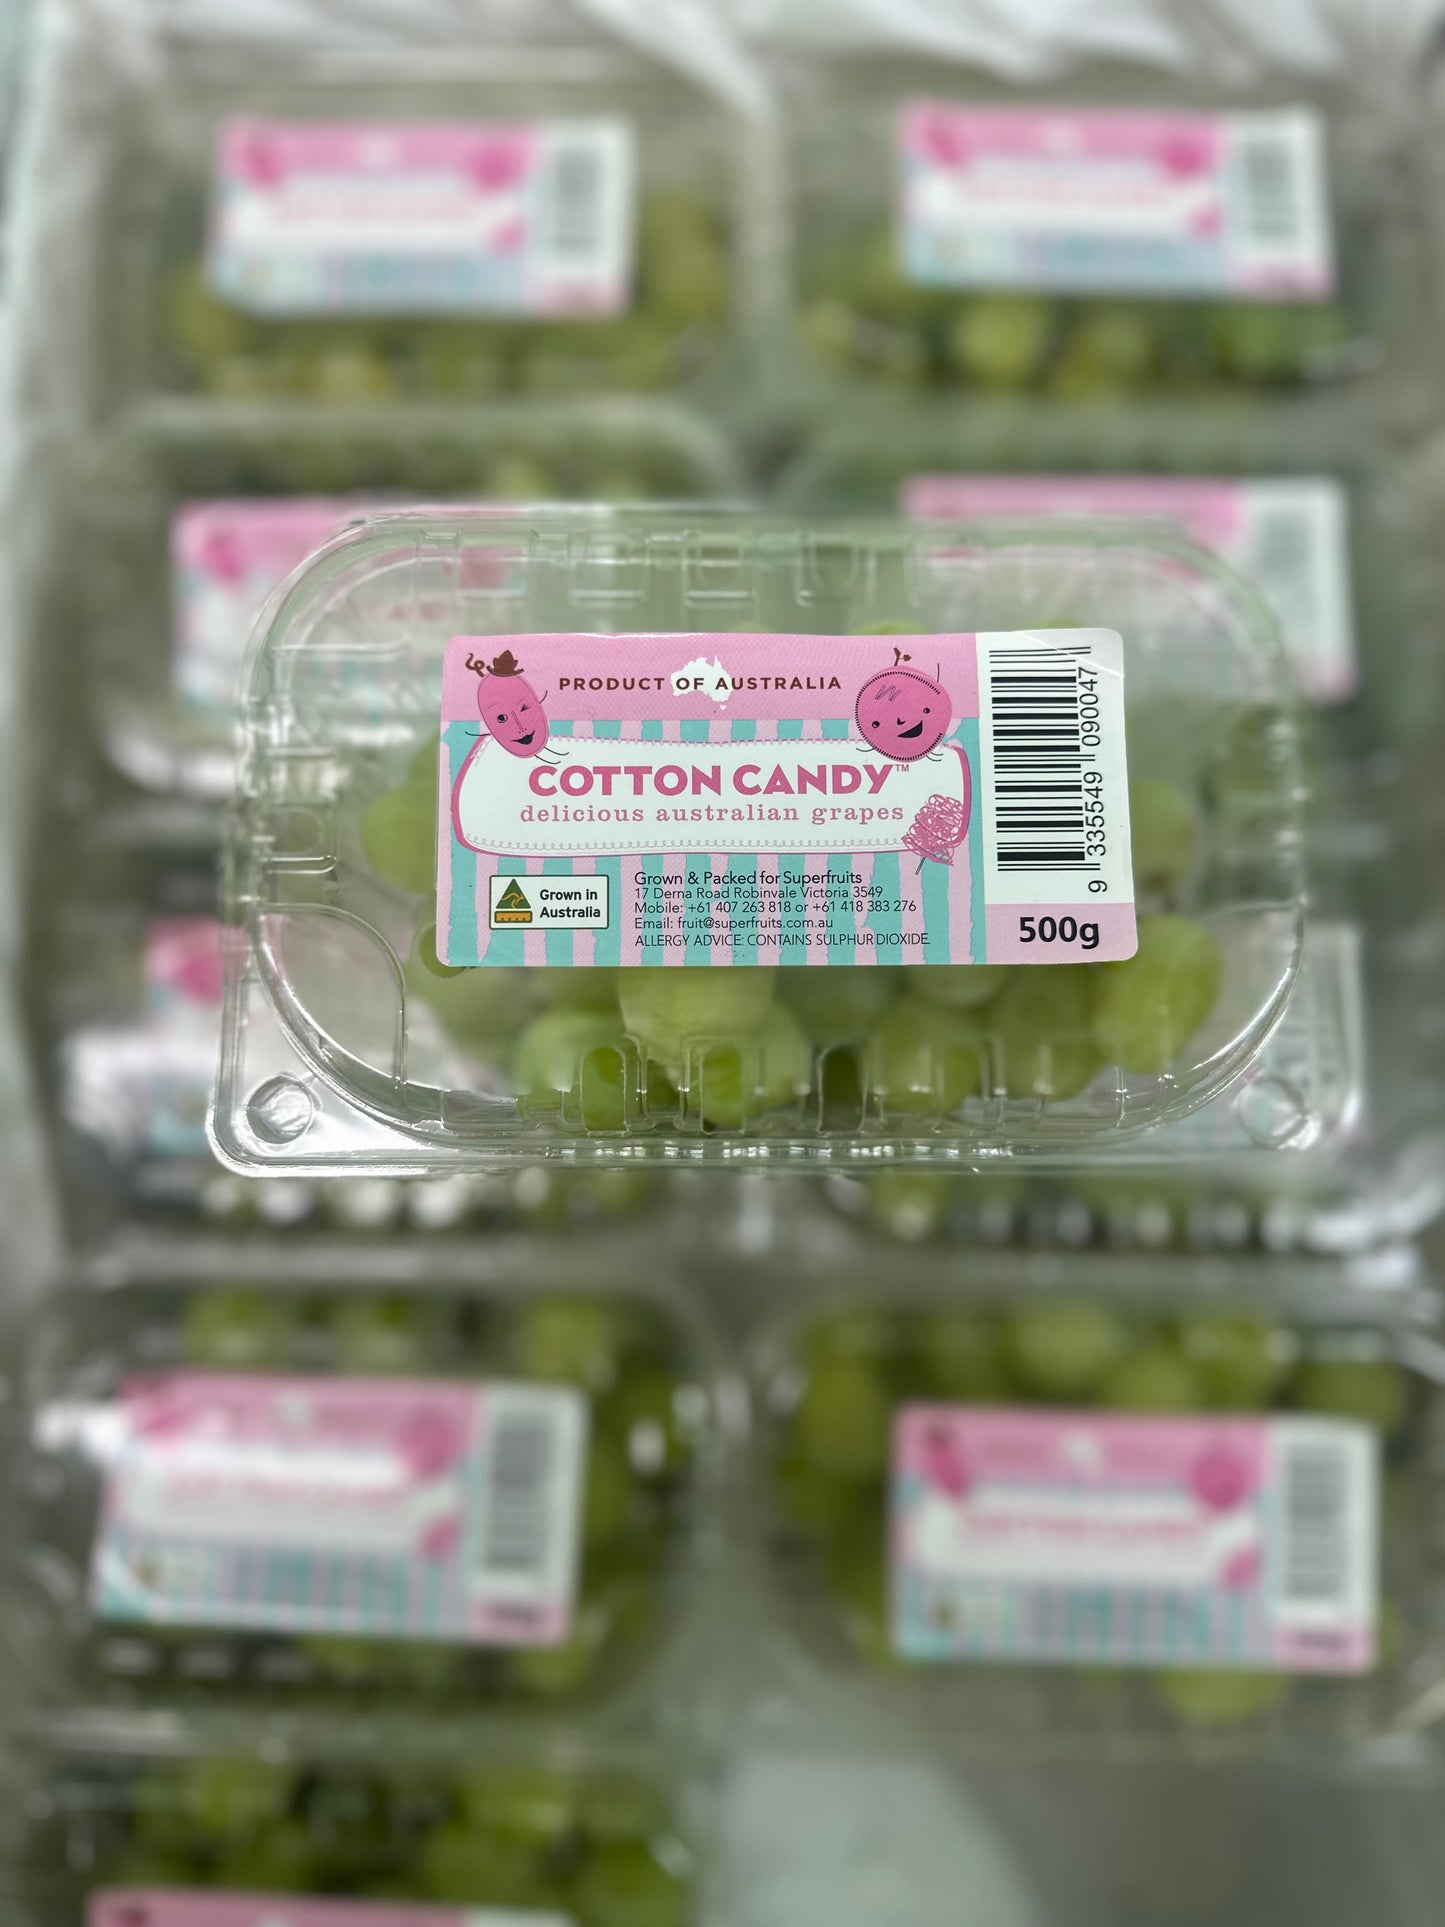 PRODUCT OF AUSTRALIA
COTTON CANDY™
delicious australian grapes
Grown in
Australia
Grown & Packed for Superfruits
17 Derna Road Robinvale Victoria 3549
Mobile: +61 407 263 818 or +61 418 383 276
Email: fruit@superfruits.com.au
ALLERGY ADVICE: CONTAINS SULPHUR DIOXIDE.
9 335549 090047
500g